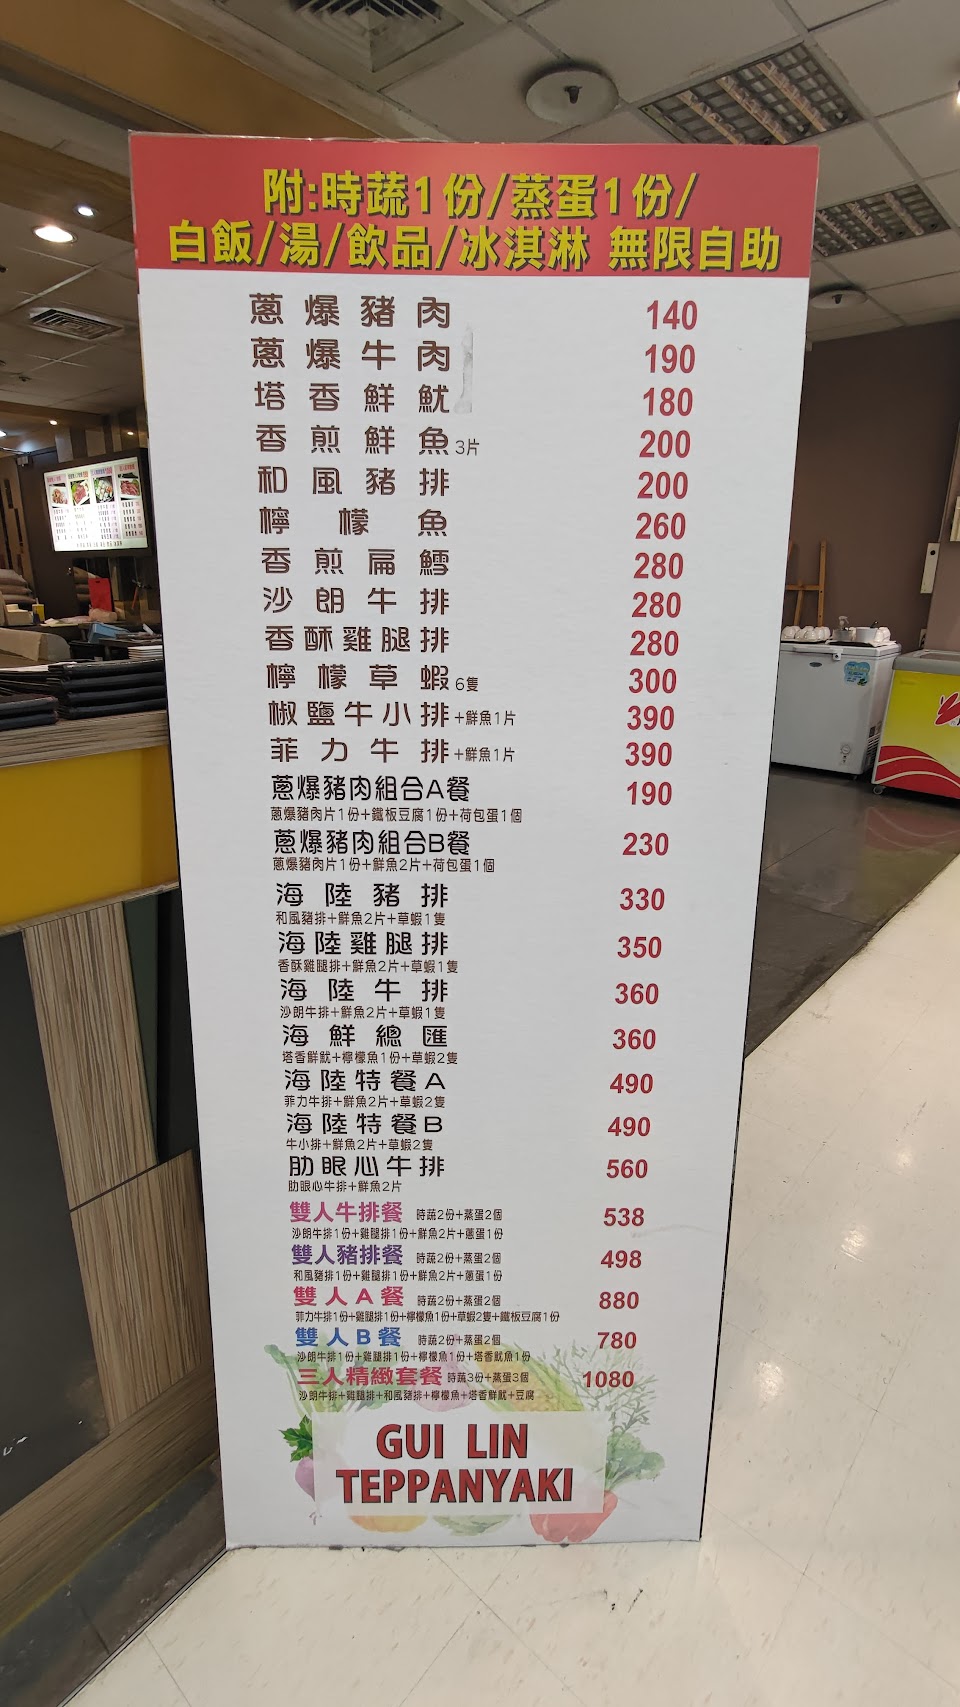 附:時蔬1份/蒸蛋1份/
白飯/湯/飲品/冰淇淋 無限自助
蔥爆豬肉 140
蔥爆牛肉 190
塔香鮮魷 180
香煎鮮魚3片 200
和風豬排 200
檸檬魚 260
香煎扁鱈 280
沙朗牛排 280
香酥雞腿排 280
檸檬草蝦6隻 300
椒鹽牛小排+鮮魚1片 390
菲力牛排+鮮魚1片 390
蔥爆豬肉組合A餐 190
蔥爆豬肉片1份+鐵板豆腐1份+荷包蛋1個
蔥爆豬肉組合B餐 230
蔥爆豬肉片1份+鮮魚2片+荷包蛋1個
海陸豬排 330
和風豬排+鮮魚2片+草蝦1隻
海陸雞腿排 350
香酥雞腿排+鮮魚2片+草蝦1隻
海陸牛排 360
沙朗牛排+鮮魚2片+草蝦1隻
海鮮總匯 360
塔香鮮魷+檸檬魚1份+草蝦2隻
海陸特餐A 490
菲力牛排+鮮魚2片+草蝦2隻
海陸特餐B 490
牛小排+鮮魚2片+草蝦2隻
肋眼心牛排 560
肋眼心牛排+鮮魚2片
雙人牛排餐 時蔬2份+蒸蛋2個 538
沙朗牛排1份+雞腿排1份+鮮魚2片+蔥蛋1份
雙人豬排餐 時蔬2份+蒸蛋2個 498
和風豬排1份+雞腿排1份+鮮魚2片+蔥蛋1份
雙人A餐 時蔬2份+蒸蛋2個 880
菲力牛排1份+雞腿排1份+檸檬魚1份+草蝦2隻+鐵板豆腐1份
雙人B餐 時蔬2份+蒸蛋2個 780
沙朗牛排1份+雞腿排1份+檸檬魚1份+塔香魷魚1份
三人精緻套餐 時蔬3份+蒸蛋3個 1080
沙朗牛排+雞腿排+和風豬排+檸檬魚+塔香鮮魷+豆腐
GUI LIN
TEPPANYAKI